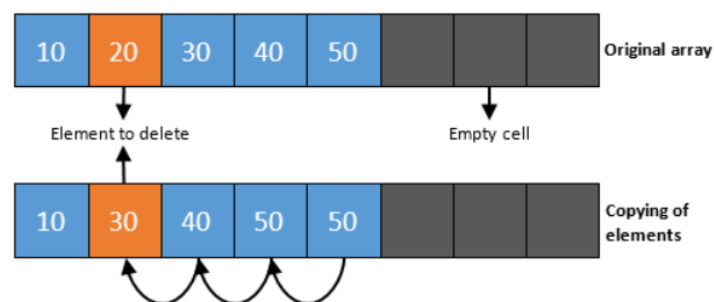 10 20 30 40 50 Original array
Element to delete Empty cell
10 30 40 50 50 Copying of
elements